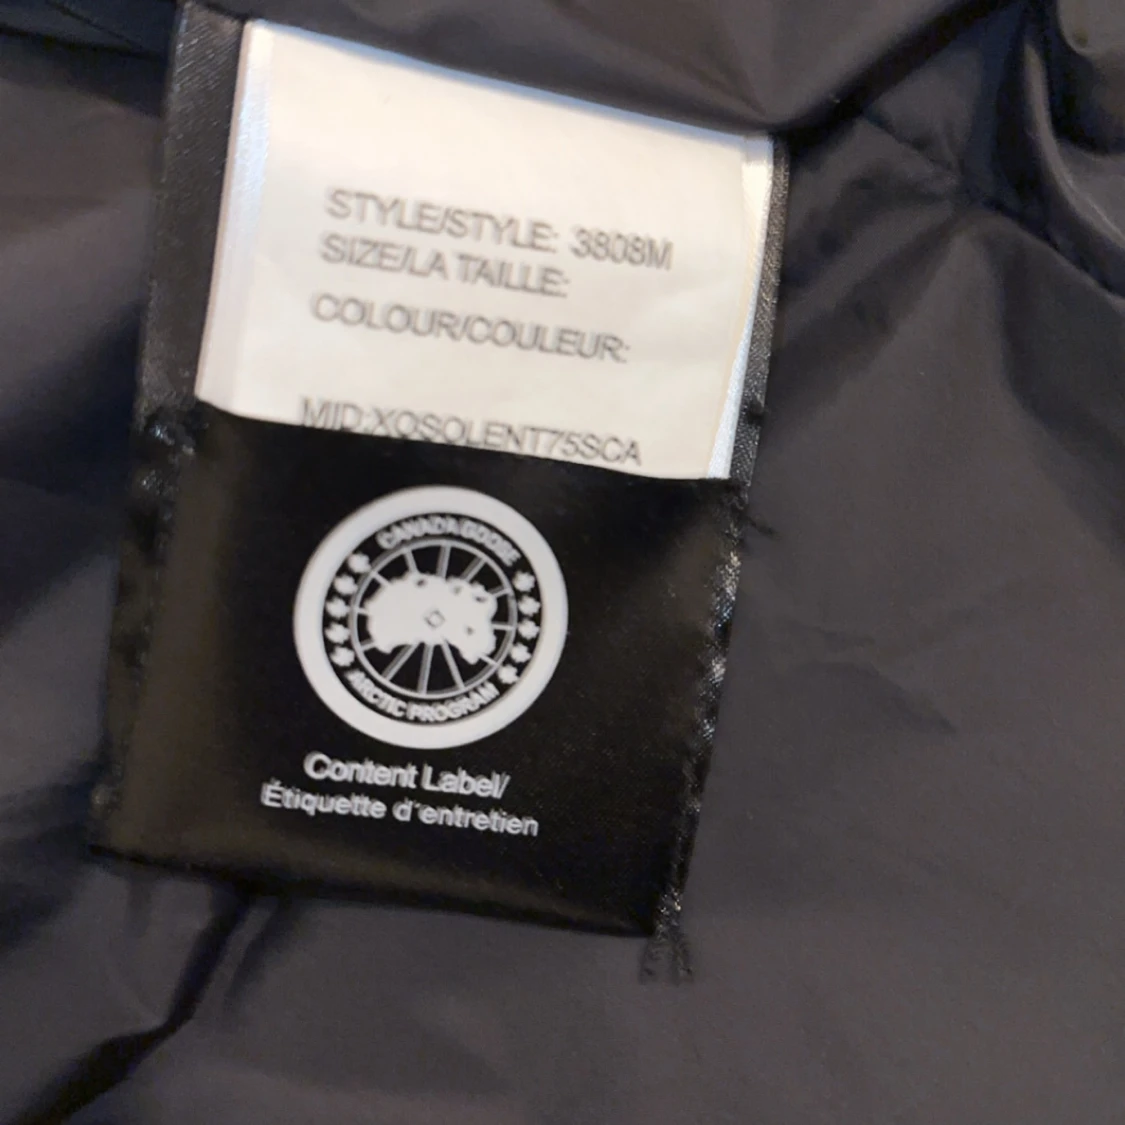 STYLE/STYLE: 3808M
SIZE/LA TAILLE:
COLOUR/COULEUR:
MID:XOSOLENT75SCA
CANADA GOOSE
ARCTIC PROGRAM
Content Label/
Étiquette d'entretien